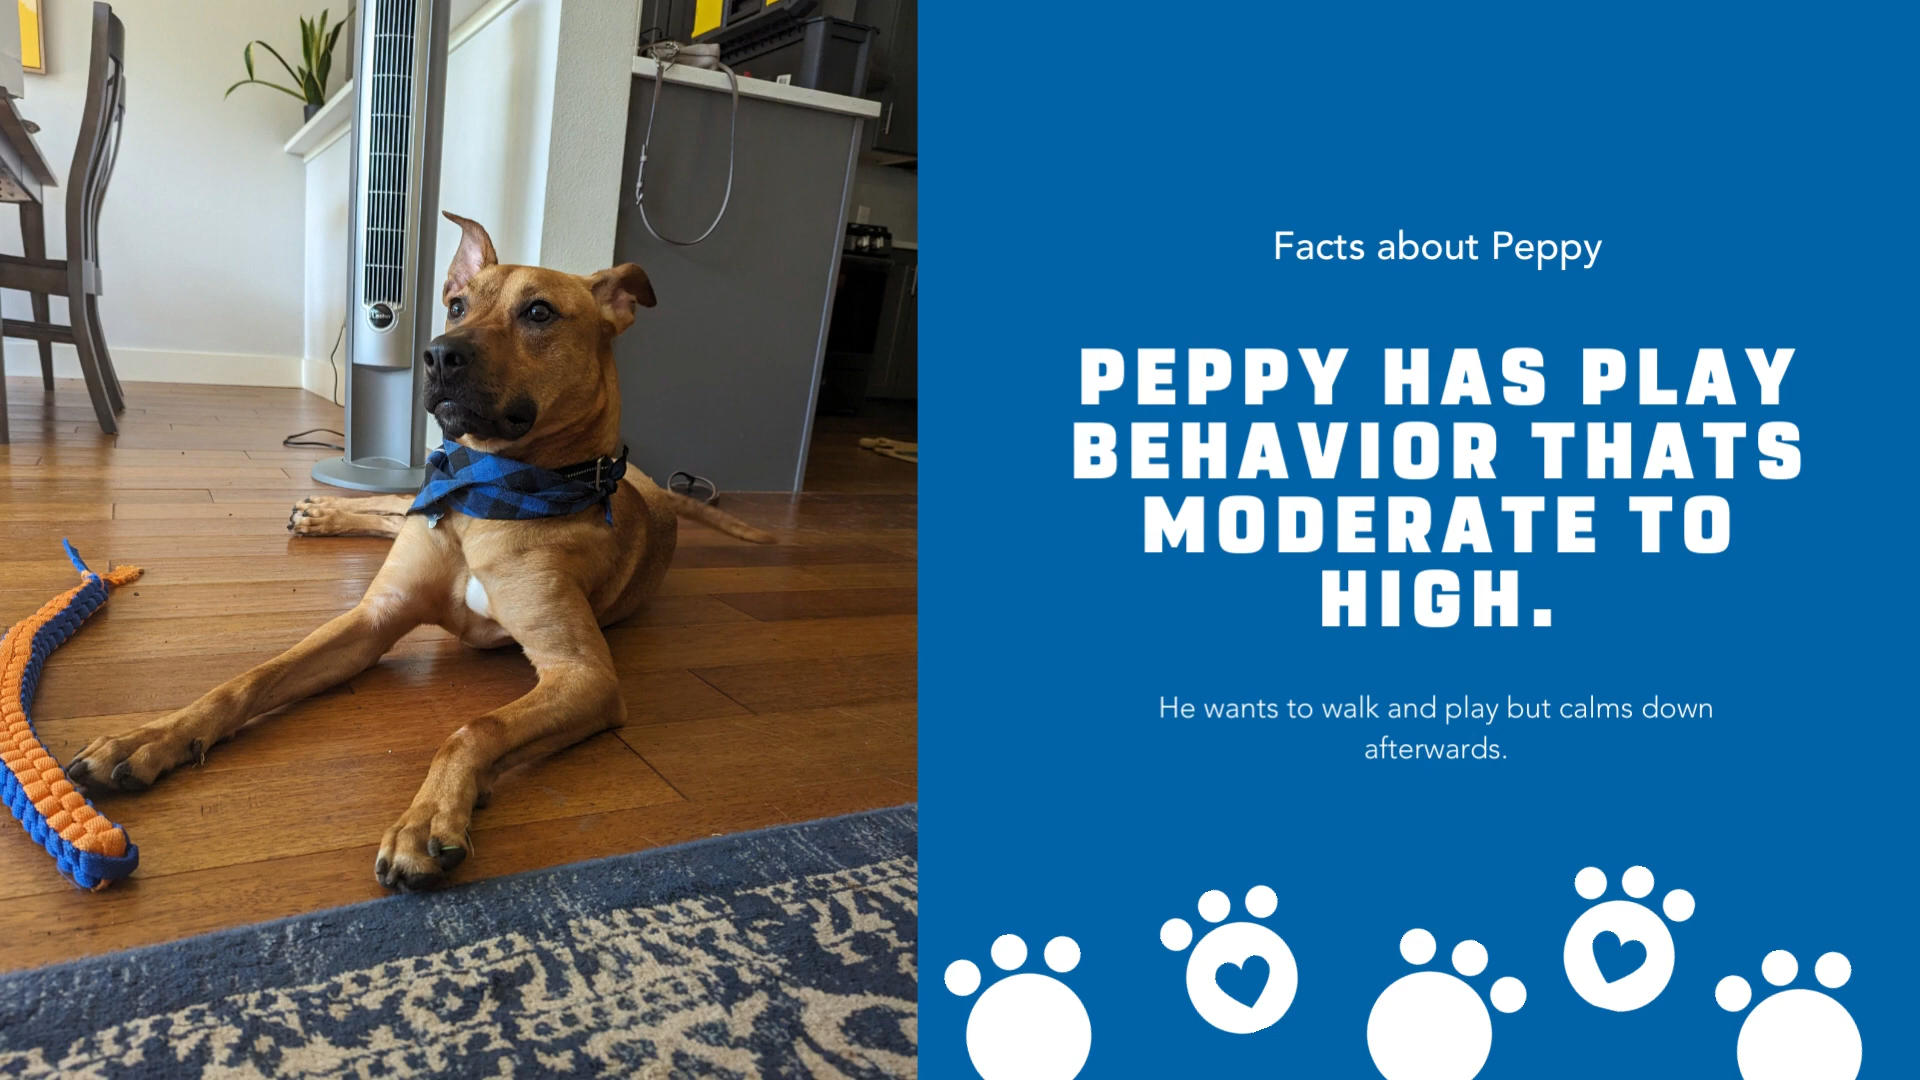 Facts about Peppy
PEPPY HAS PLAY
BEHAVIOR THATS
MODERATE TO
HIGH.
He wants to walk and play but calms down
afterwards.